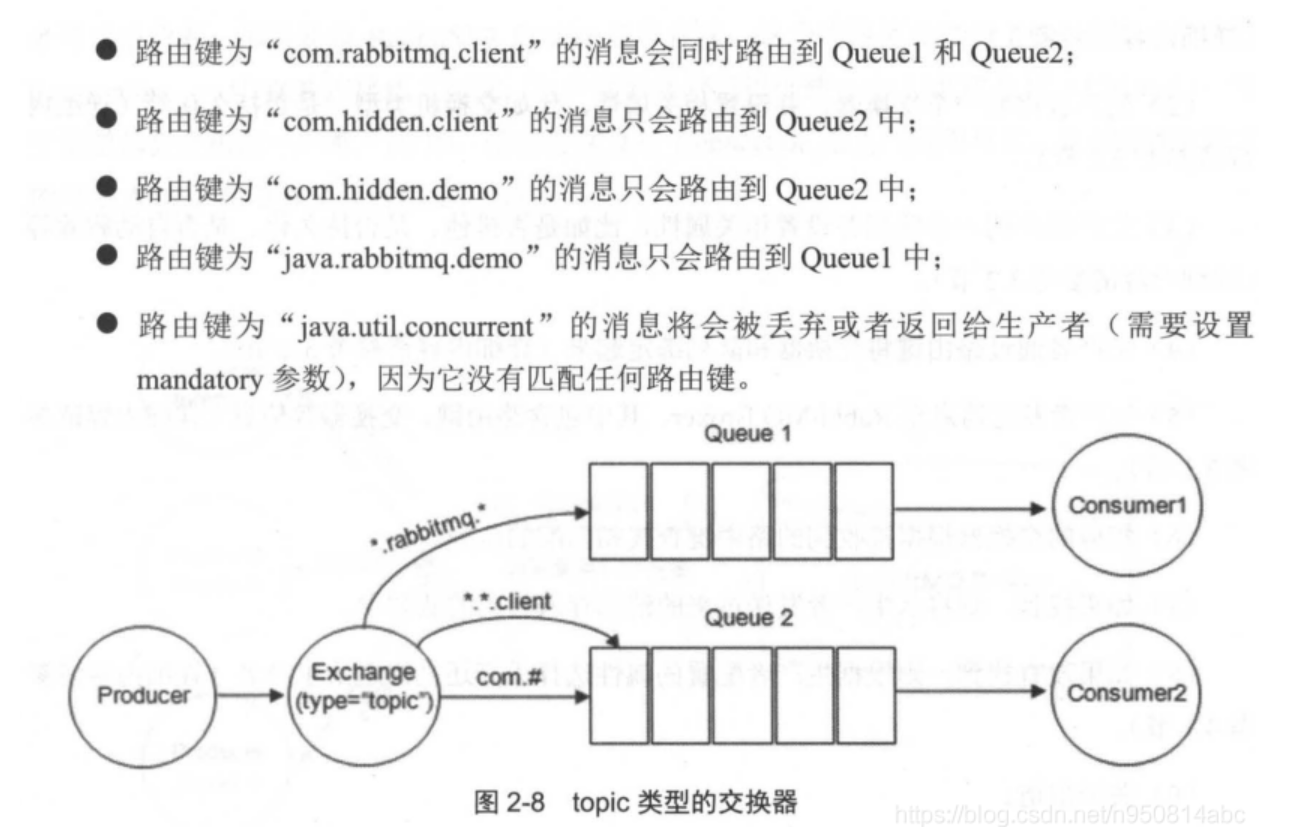 ● 路由键为“com.rabbitmq.client”的消息会同时路由到 Queue1 和 Queue2；
● 路由键为“com.hidden.client”的消息只会路由到 Queue2 中；
● 路由键为“com.hidden.demo”的消息只会路由到 Queue2 中；
● 路由键为“java.rabbitmq.demo”的消息只会路由到 Queue1 中；
● 路由键为“java.util.concurrent”的消息将会被丢弃或者返回给生产者（需要设置
mandatory 参数），因为它没有匹配任何路由键。
Queue 1
*.rabbitmq.*
Consumer1
*.*.client
Queue 2
Producer
Exchange
(type="topic")
com.#
Consumer2
图 2-8 topic 类型的交换器
https://blog.csdn.net/n950814abc